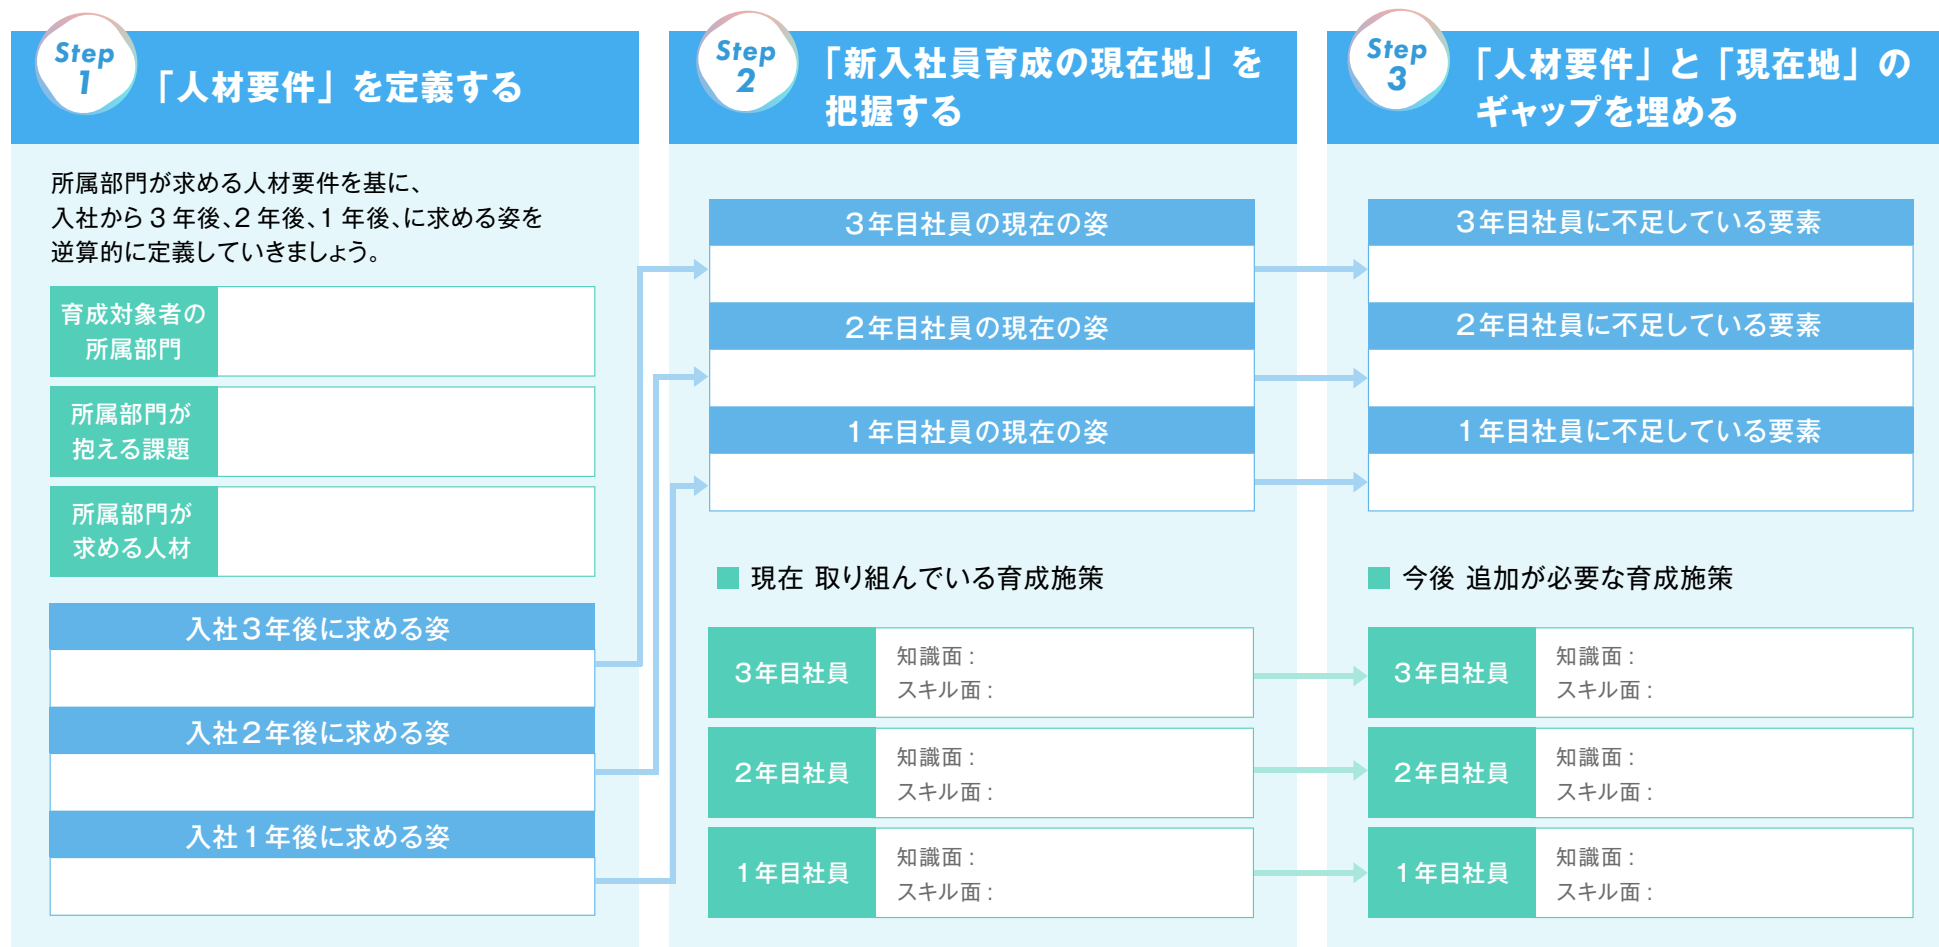 Step
1
「人材要件」を定義する
所属部門が求める人材要件を基に、
入社から3年後、2年後、1年後、に求める姿を
逆算的に定義していきましょう。
育成対象者の
所属部門
所属部門が
抱える課題
所属部門が
求める人材
入社3年後に求める姿
入社2年後に求める姿
入社1年後に求める姿
Step
2
「新入社員育成の現在地」を
把握する
3年目社員の現在の姿
2年目社員の現在の姿
1年目社員の現在の姿
現在 取り組んでいる育成施策
3年目社員
知識面:
スキル面:
2年目社員
知識面:
スキル面:
1年目社員
知識面:
スキル面:
Step
3
「人材要件」と「現在地」の
ギャップを埋める
3年目社員に不足している要素
2年目社員に不足している要素
1年目社員に不足している要素
今後 追加が必要な育成施策
3年目社員
知識面:
スキル面:
2年目社員
知識面:
スキル面:
1年目社員
知識面:
スキル面: